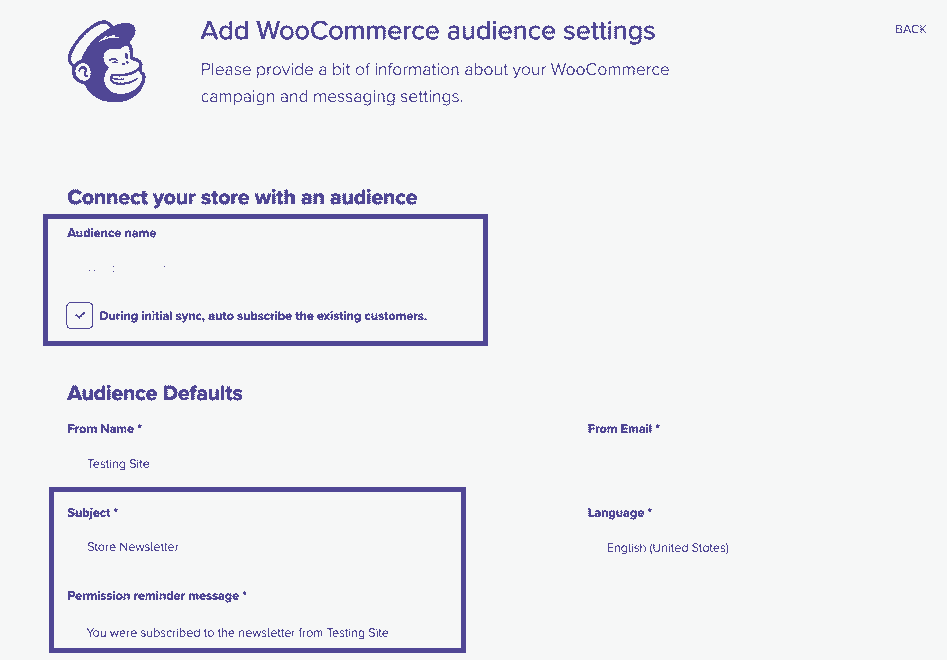 Add WooCommerce audience settings
BACK
Please provide a bit of information about your WooCommerce
campaign and messaging settings.
Connect your store with an audience
Audience name
During initial sync, auto subscribe the existing customers.
Audience Defaults
From Name *
From Email *
Testing Site
Subject *
Language *
Store Newsletter
English (United States)
Permission reminder message *
You were subscribed to the newsletter from Testing Site